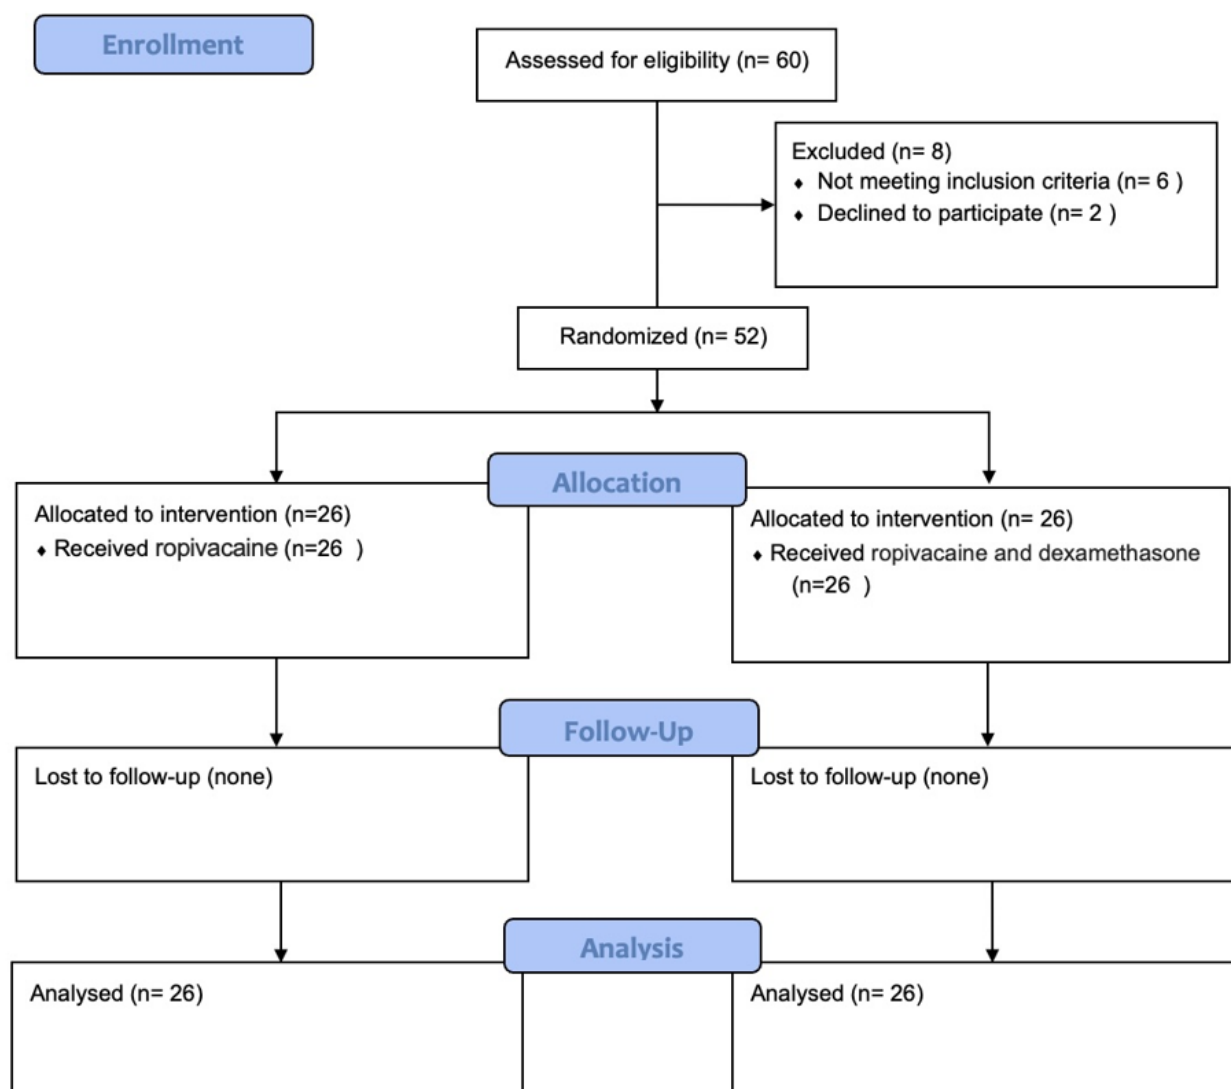 Enrollment
Assessed for eligibility (n= 60)
Excluded (n= 8)
♦ Not meeting inclusion criteria (n= 6 )
♦ Declined to participate (n= 2 )
Randomized (n= 52)
Allocation
Allocated to intervention (n=26)
♦ Received ropivacaine (n=26 )
Allocated to intervention (n= 26)
♦ Received ropivacaine and dexamethasone
(n=26 )
Follow-Up
Lost to follow-up (none)
Lost to follow-up (none)
Analysis
Analysed (n= 26)
Analysed (n= 26)